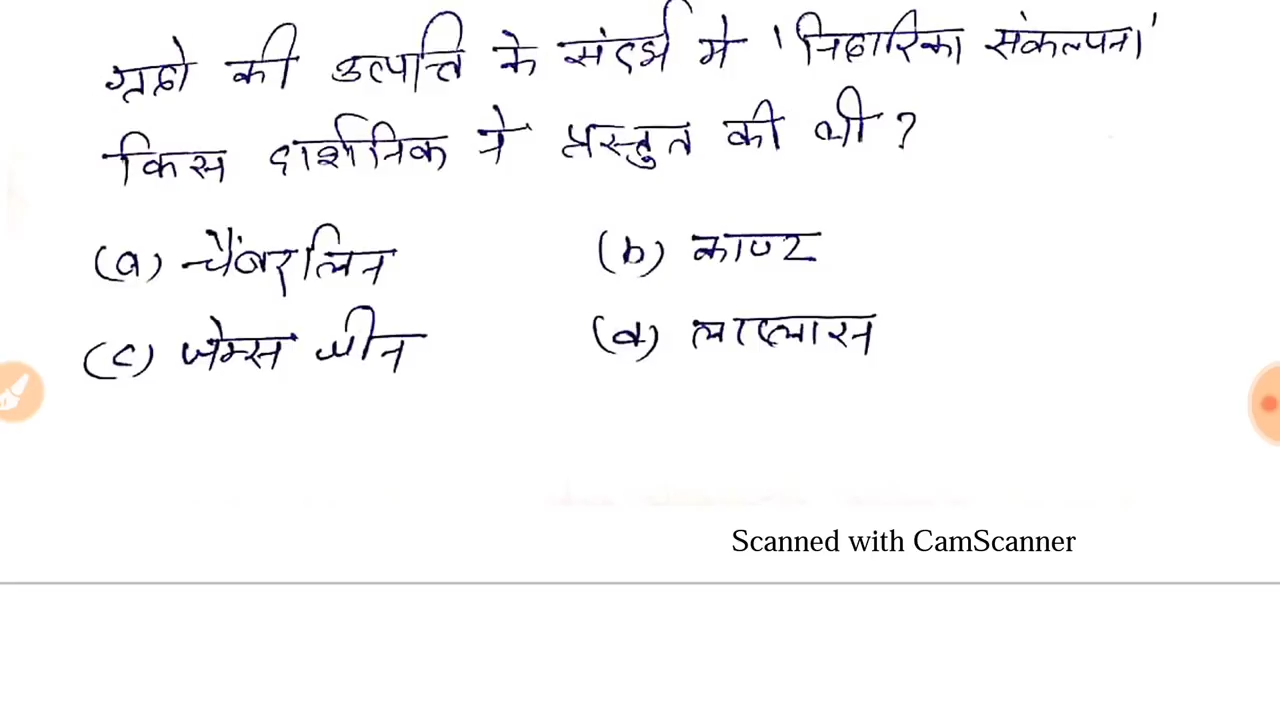 ग्रहो की उत्पत्ति के संदर्भ मे 'निहारिका संकल्पना'
किस दार्शनिक ने प्रस्तुत की थी ?
(a) चैंबरलिन (b) काण्ट
(c) जेम्स जीन (d) लाप्लास
Scanned with CamScanner